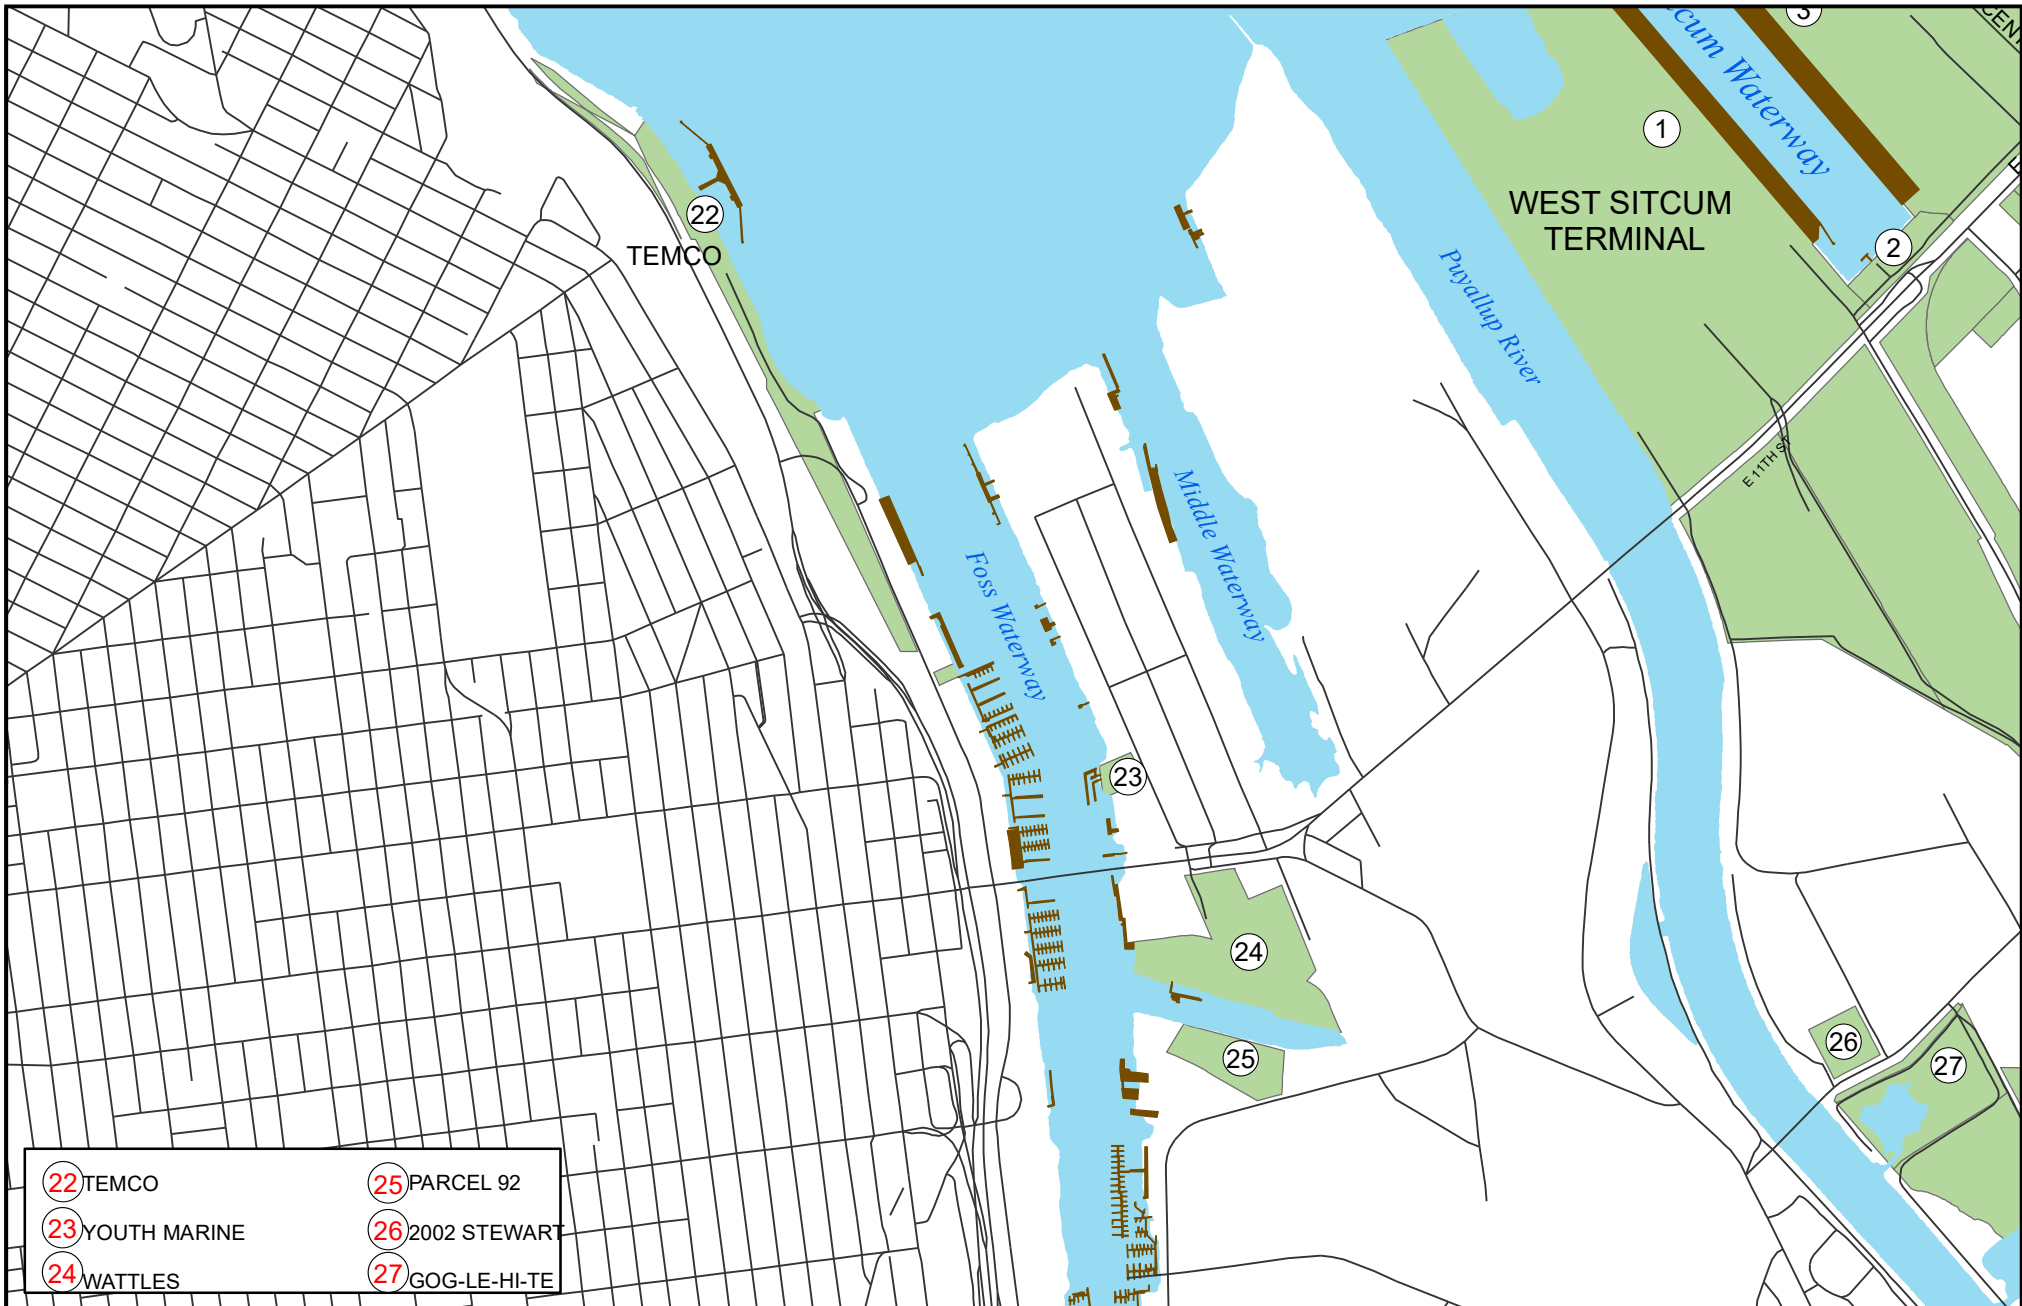 3
CEN
ccum Waterway
1
22
WEST SITCUM
TERMINAL
2
TEMCO
Puyallup River
E 11TH ST
Middle Waterway
Foss Waterway
23
24
25
26
27
22 TEMCO
23 YOUTH MARINE
24 WATTLES
25 PARCEL 92
26 2002 STEWART
27 GOG-LE-HI-TE